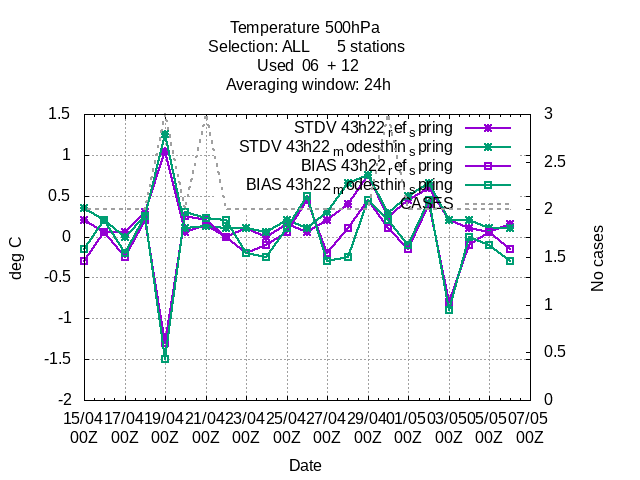 Temperature 500hPa
Selection: ALL 5 stations
Used 06 + 12
Averaging window: 24h
1.5
1
0.5
0
-0.5
-1
-1.5
-2
deg C
3
2.5
2
1.5
1
0.5
0
No cases
STDV 43h22refspring
STDV 43h22modesthinspring
BIAS 43h22refspring
BIAS 43h22modesthinspring
CASES
15/04 17/04 19/04 21/04 23/04 25/04 27/04 29/04 01/05 03/05 05/05 07/05
00Z 00Z 00Z 00Z 00Z 00Z 00Z 00Z 00Z 00Z 00Z 00Z
Date